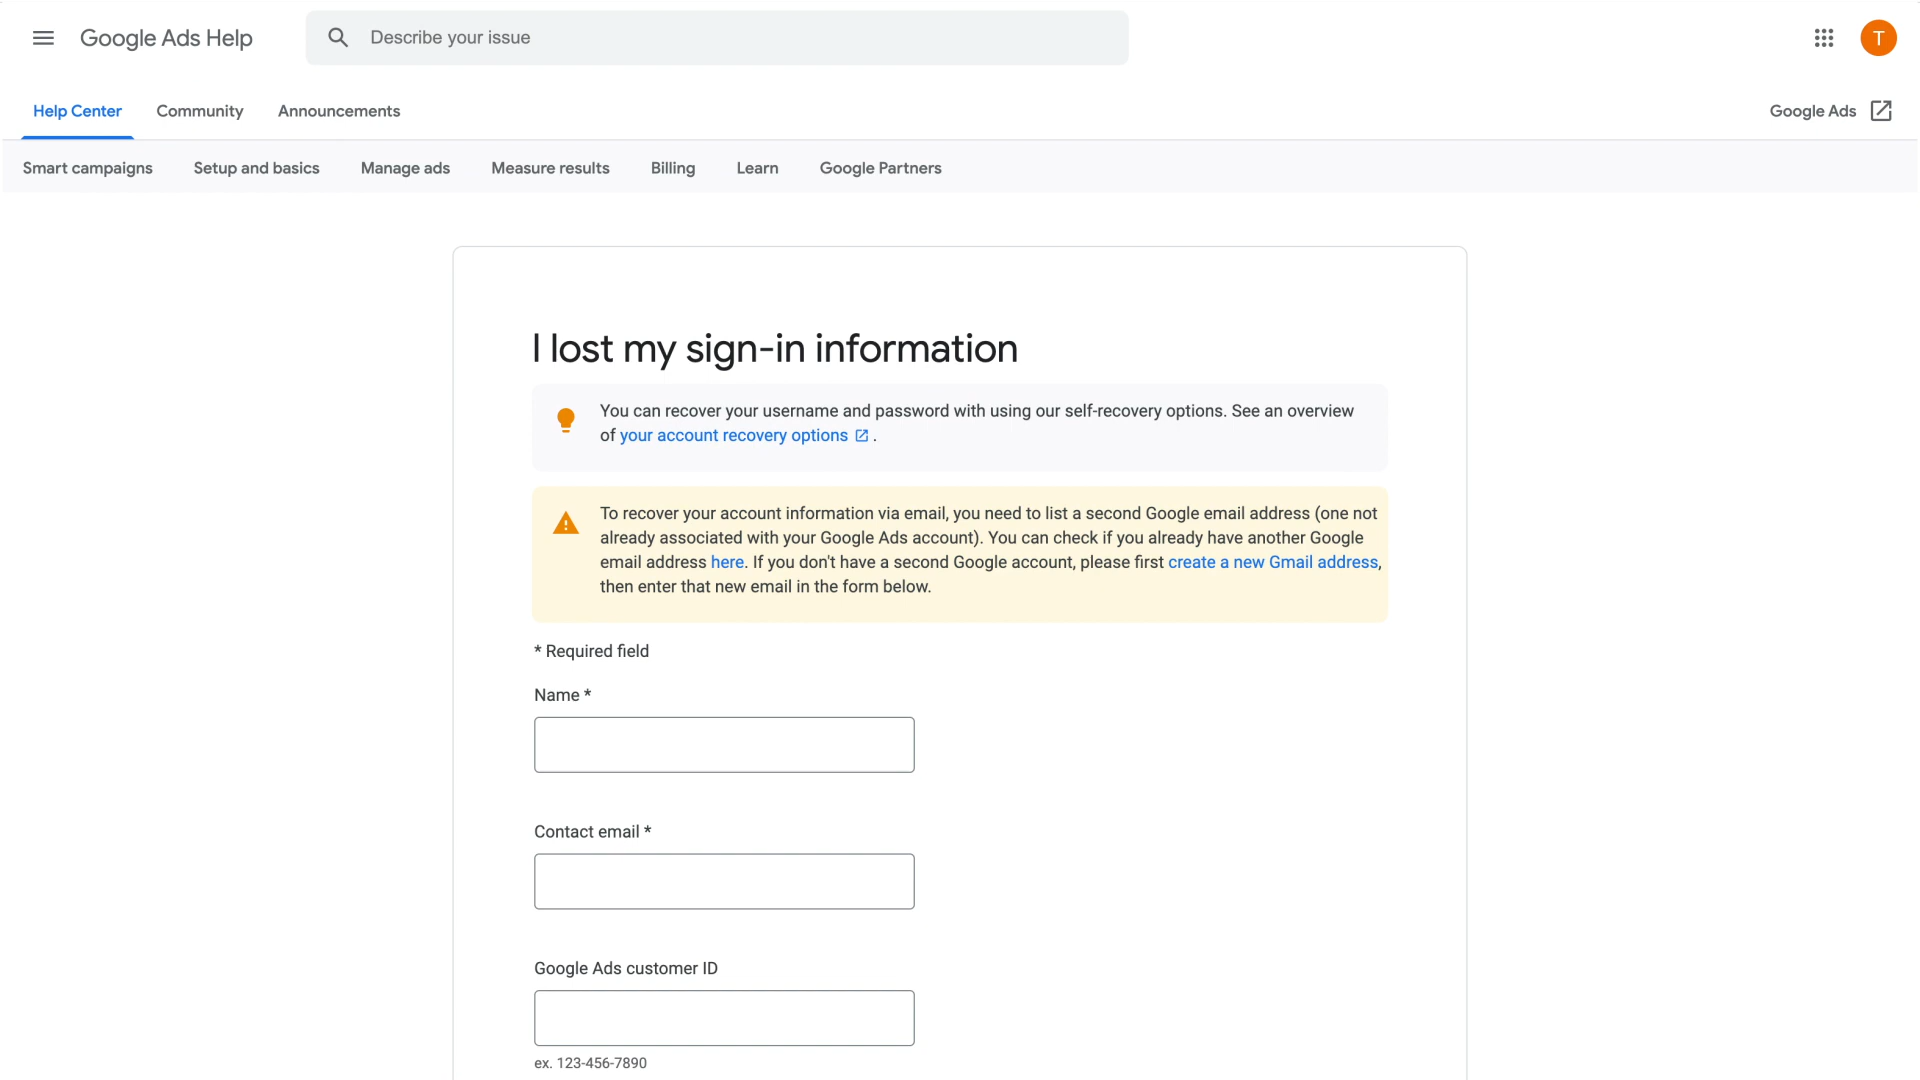 Google Ads Help
Describe your issue
T
Help Center
Community
Announcements
Google Ads
Smart campaigns
Setup and basics
Manage ads
Measure results
Billing
Learn
Google Partners
I lost my sign-in information
You can recover your username and password with using our self-recovery options. See an overview
of your account recovery options .
To recover your account information via email, you need to list a second Google email address (one not
already associated with your Google Ads account). You can check if you already have another Google
email address here. If you don't have a second Google account, please first create a new Gmail address,
then enter that new email in the form below.
* Required field
Name *
Contact email *
Google Ads customer ID
ex. 123-456-7890